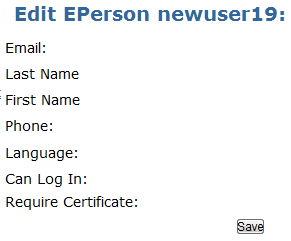 Edit EPerson newuser19:
Email:
Last Name
First Name
Phone:
Language:
Can Log In:
Require Certificate:
Save